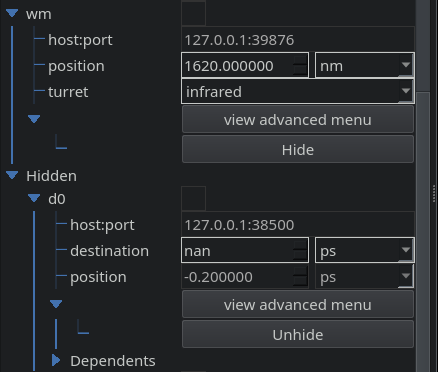 wm
host:port 127.0.0.1:39876
position 1620.000000 nm
turret infrared
view advanced menu
Hide
Hidden
d0
host:port 127.0.0.1:38500
destination nan ps
position -0.200000 ps
view advanced menu
Unhide
Dependents